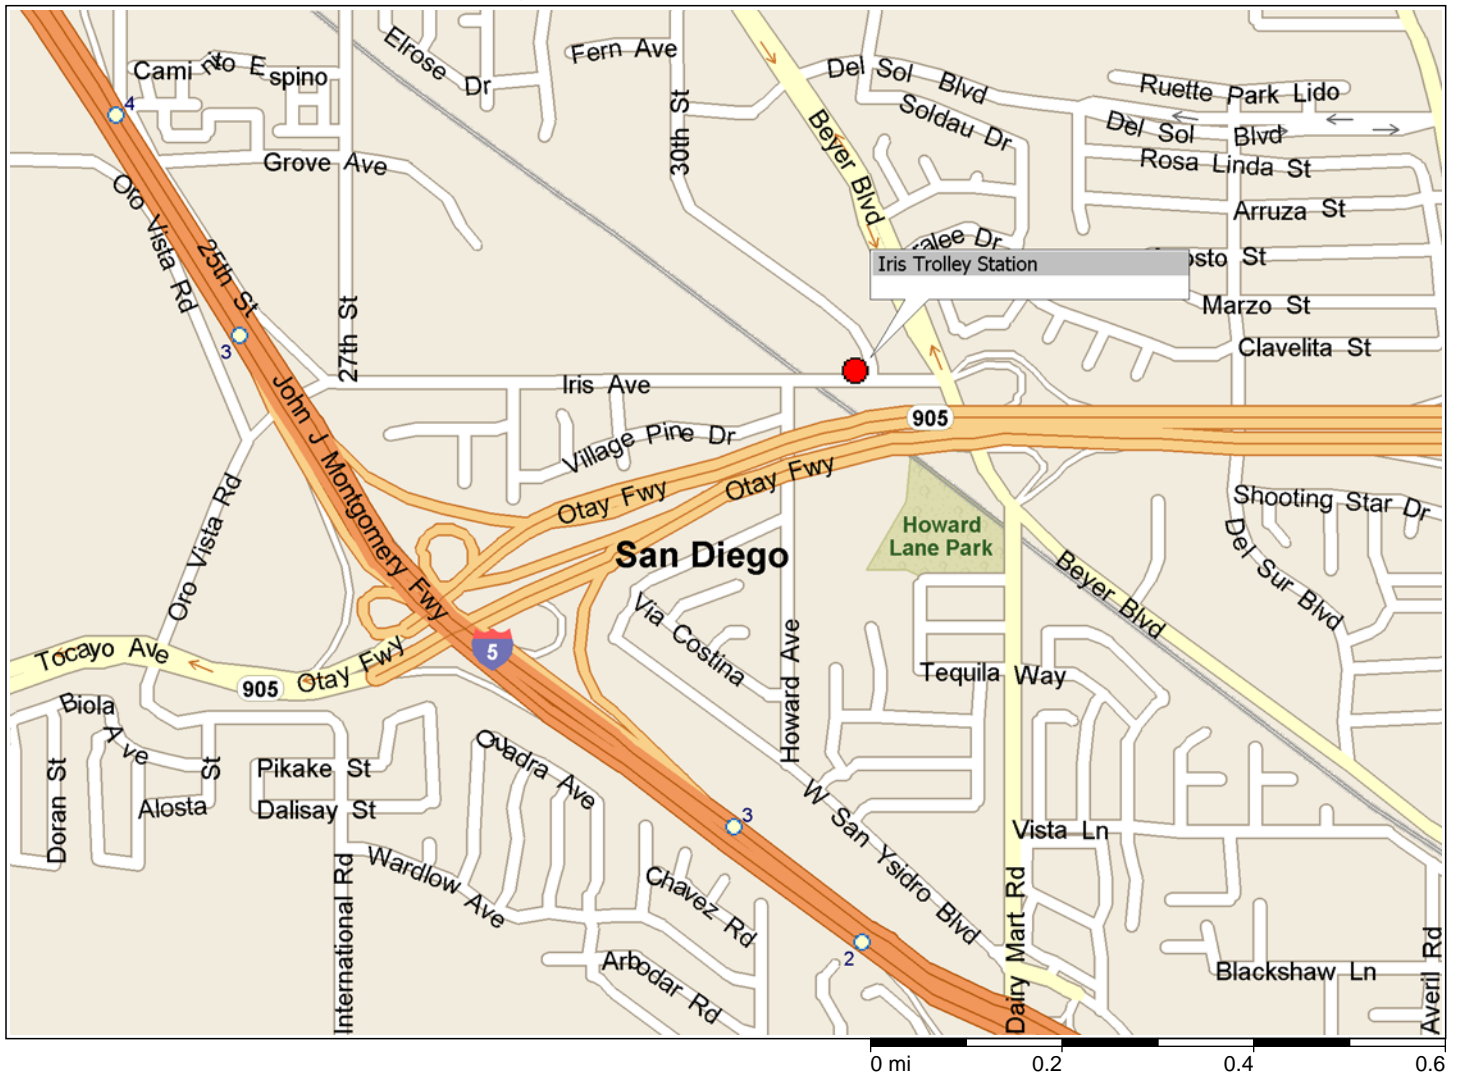 Cami nito Espino
Elrose Dr
Fern Ave
Del Sol Blvd
Ruette Park Lido
4
30th St
Soldau Dr
Beyer Blvd
Del Sol Blvd
Grove Ave
Rosa Linda St
Oro Vista Rd
Arruza St
25th St
ralee Dr
osto St
Iris Trolley Station
27th St
Marzo St
3
Clavelita St
Iris Ave
John J Montgomery Fwy
905
Village Pine Dr
Otay Fwy
Otay Fwy
Oro Vista Rd
Shooting Star Dr
Howard
Lane Park
San Diego
Del Sur Blvd
Beyer Blvd
Via Costina
Howard Ave
Tocayo Ave
5
Otay Fwy
905
Tequila Way
Biola Ave
Quadra Ave
Doran St
St
Pikake St
Alosta
Dalisay St
W San Ysidro Blvd
3
Vista Ln
Wardlow Ave
International Rd
Chavez Rd
Dairy Mart Rd
2
Arbodar Rd
Blackshaw Ln
Averil Rd
0 mi 0.2 0.4 0.6